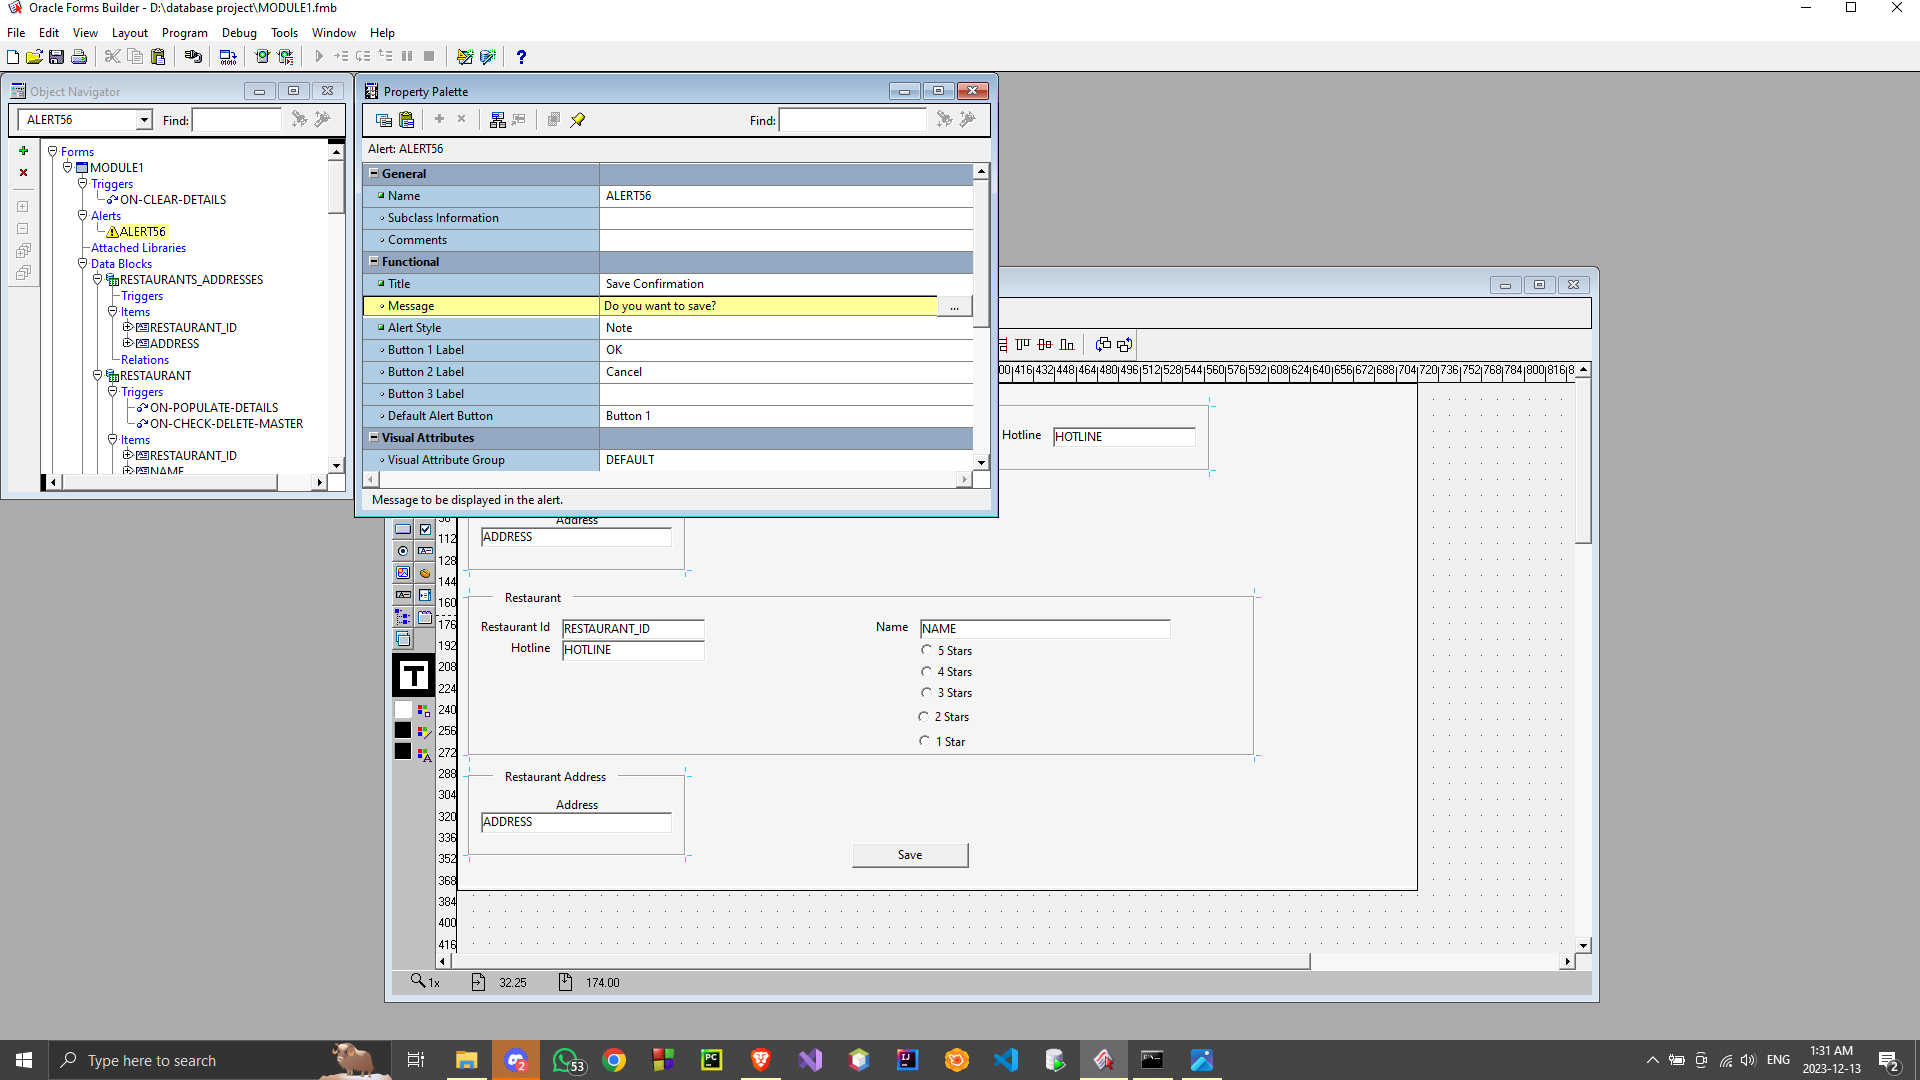 Oracle Forms Builder - D:\database project\MODULE1.fmb
File Edit View Layout Program Debug Tools Window Help
Object Navigator
ALERT56 Find:
Forms
MODULE1
Triggers
ON-CLEAR-DETAILS
Alerts
ALERT56
Attached Libraries
Data Blocks
RESTAURANTS_ADDRESSES
Triggers
Items
RESTAURANT_ID
ADDRESS
Relations
RESTAURANT
Triggers
ON-POPULATE-DETAILS
ON-CHECK-DELETE-MASTER
Items
RESTAURANT_ID
NAME
Property Palette
Find:
Alert: ALERT56
General
Name ALERT56
Subclass Information
Comments
Functional
Title Save Confirmation
Message Do you want to save? ...
Alert Style Note
Button 1 Label OK
Button 2 Label Cancel
Button 3 Label
Default Alert Button Button 1
Visual Attributes
Visual Attribute Group DEFAULT
Message to be displayed in the alert.
00 416 432 448 464 480 496 512 528 544 560 576 592 608 624 640 656 672 688 704 720 736 752 768 784 800 816 8
Hotline HOTLINE
Address
ADDRESS
Restaurant
Restaurant Id RESTAURANT_ID
Hotline HOTLINE
Name NAME
5 Stars
4 Stars
3 Stars
2 Stars
1 Star
Restaurant Address
Address
ADDRESS
Save
112
128
144
160
176
192
208
224
240
256
272
288
304
320
336
352
368
384
400
416
T
1x 32.25 174.00
Type here to search
2
53
PC
IJ
ENG
1:31 AM
2023-12-13
2